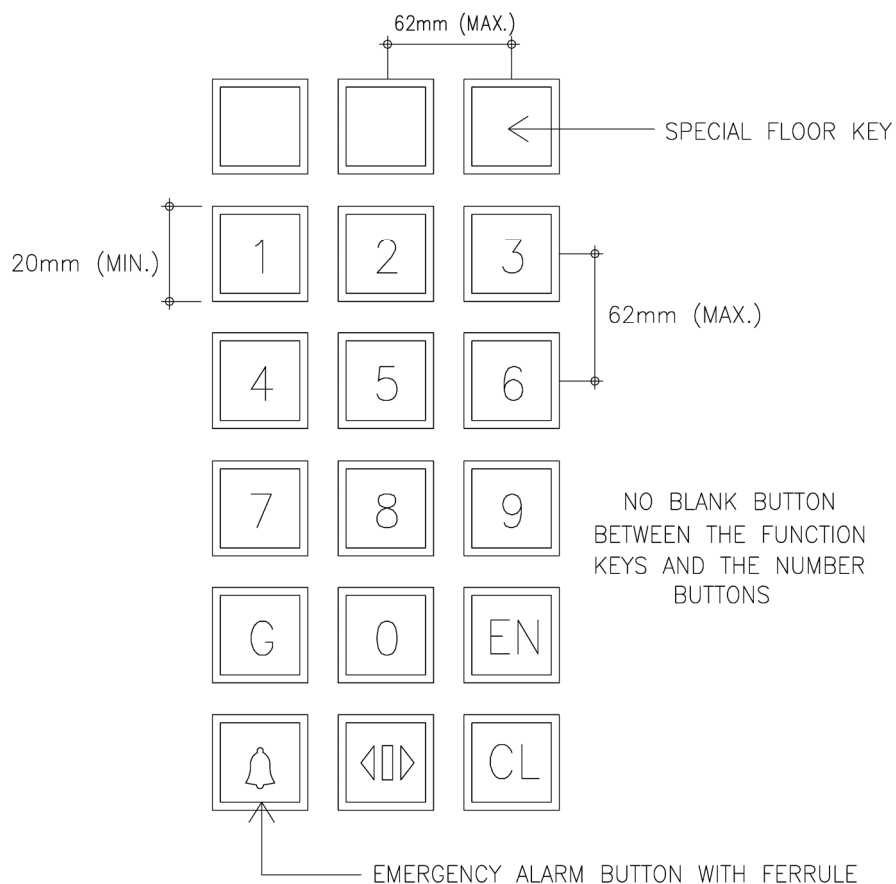 62mm (MAX.)
SPECIAL FLOOR KEY
1 2 3
20mm (MIN.)
62mm (MAX.)
4 5 6
7 8 9
NO BLANK BUTTON
BETWEEN THE FUNCTION
KEYS AND THE NUMBER
BUTTONS
G 0 EN
CL
EMERGENCY ALARM BUTTON WITH FERRULE